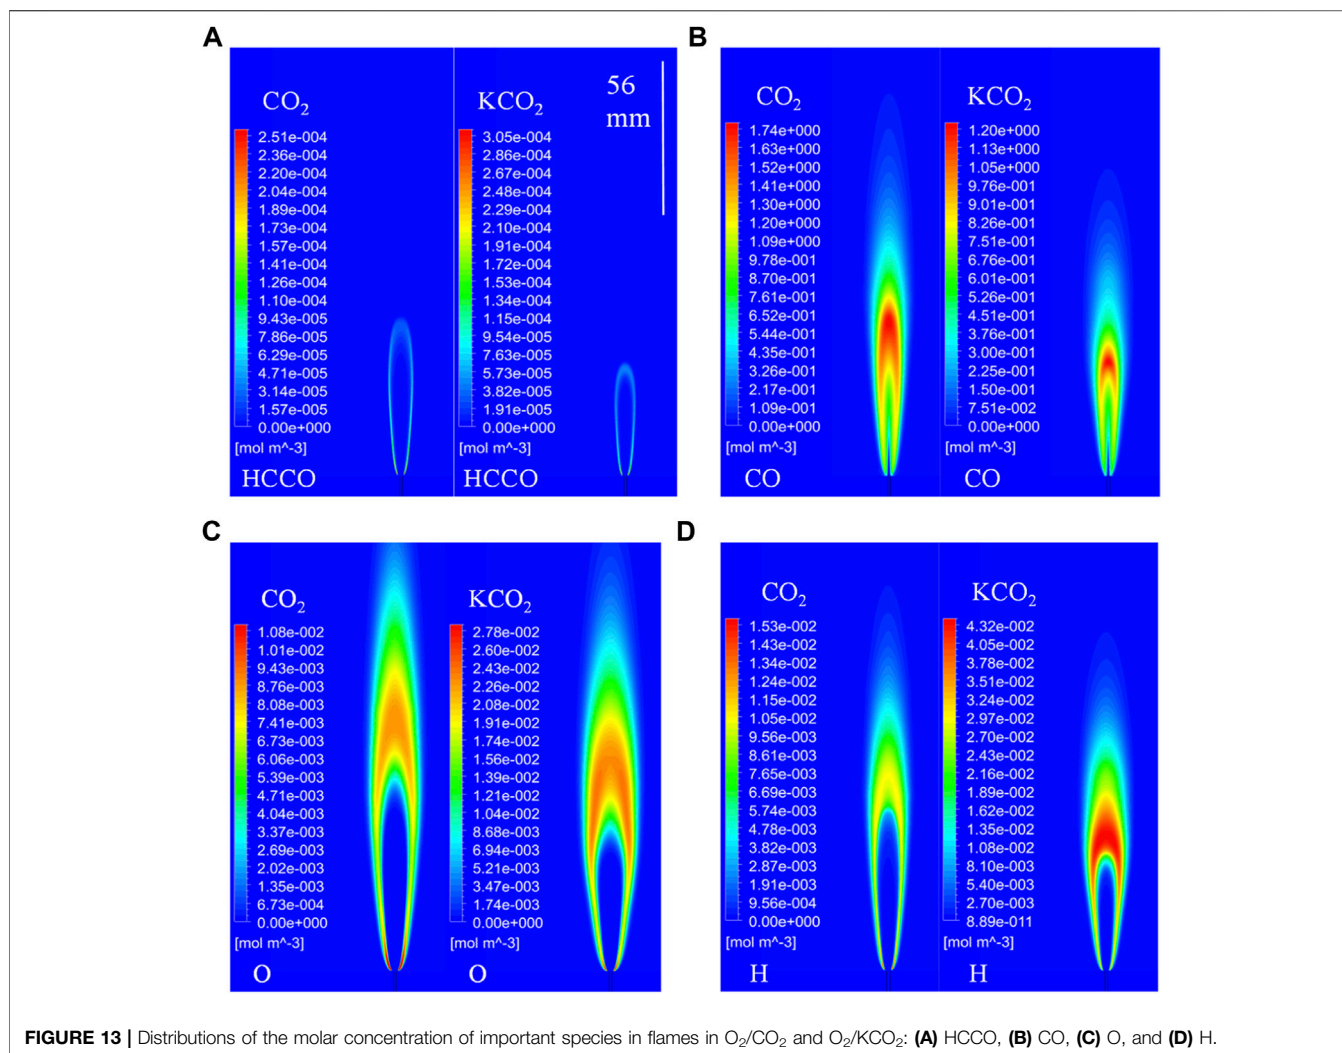 A
CO₂
2.51e-004
2.36e-004
2.20e-004
2.04e-004
1.89e-004
1.73e-004
1.57e-004
1.41e-004
1.26e-004
1.10e-004
9.43e-005
7.86e-005
6.29e-005
4.71e-005
3.14e-005
1.57e-005
0.00e+000
[mol m^-3]
HCCO
KCO₂
3.05e-004
2.86e-004
2.67e-004
2.48e-004
2.29e-004
2.10e-004
1.91e-004
1.72e-004
1.53e-004
1.34e-004
1.15e-004
9.54e-005
7.63e-005
5.73e-005
3.82e-005
1.91e-005
0.00e+000
[mol m^-3]
HCCO
56
mm
B
CO₂
1.74e+000
1.63e+000
1.52e+000
1.41e+000
1.30e+000
1.20e+000
1.09e+000
9.78e-001
8.70e-001
7.61e-001
6.52e-001
5.44e-001
4.35e-001
3.26e-001
2.17e-001
1.09e-001
0.00e+000
[mol m^-3]
CO
KCO₂
1.20e+000
1.13e+000
1.05e+000
9.76e-001
9.01e-001
8.26e-001
7.51e-001
6.76e-001
6.01e-001
5.26e-001
4.51e-001
3.76e-001
3.00e-001
2.25e-001
1.50e-001
7.51e-002
0.00e+000
[mol m^-3]
CO
C
CO₂
1.08e-002
1.01e-002
9.43e-003
8.76e-003
8.08e-003
7.41e-003
6.73e-003
6.06e-003
5.39e-003
4.71e-003
4.04e-003
3.37e-003
2.69e-003
2.02e-003
1.35e-003
6.73e-004
0.00e+000
[mol m^-3]
O
KCO₂
2.78e-002
2.60e-002
2.43e-002
2.26e-002
2.08e-002
1.91e-002
1.74e-002
1.56e-002
1.39e-002
1.21e-002
1.04e-002
8.68e-003
6.94e-003
5.21e-003
3.47e-003
1.74e-003
0.00e+000
[mol m^-3]
O
D
CO₂
1.53e-002
1.43e-002
1.34e-002
1.24e-002
1.15e-002
1.05e-002
9.56e-003
8.61e-003
7.65e-003
6.69e-003
5.74e-003
4.78e-003
3.82e-003
2.87e-003
1.91e-003
9.56e-004
0.00e+000
[mol m^-3]
H
KCO₂
4.32e-002
4.05e-002
3.78e-002
3.51e-002
3.24e-002
2.97e-002
2.70e-002
2.43e-002
2.16e-002
1.89e-002
1.62e-002
1.35e-002
1.08e-002
8.10e-003
5.40e-003
2.70e-003
8.89e-011
[mol m^-3]
H
FIGURE 13 | Distributions of the molar concentration of important species in flames in O₂/CO₂ and O₂/KCO₂: (A) HCCO, (B) CO, (C) O, and (D) H.